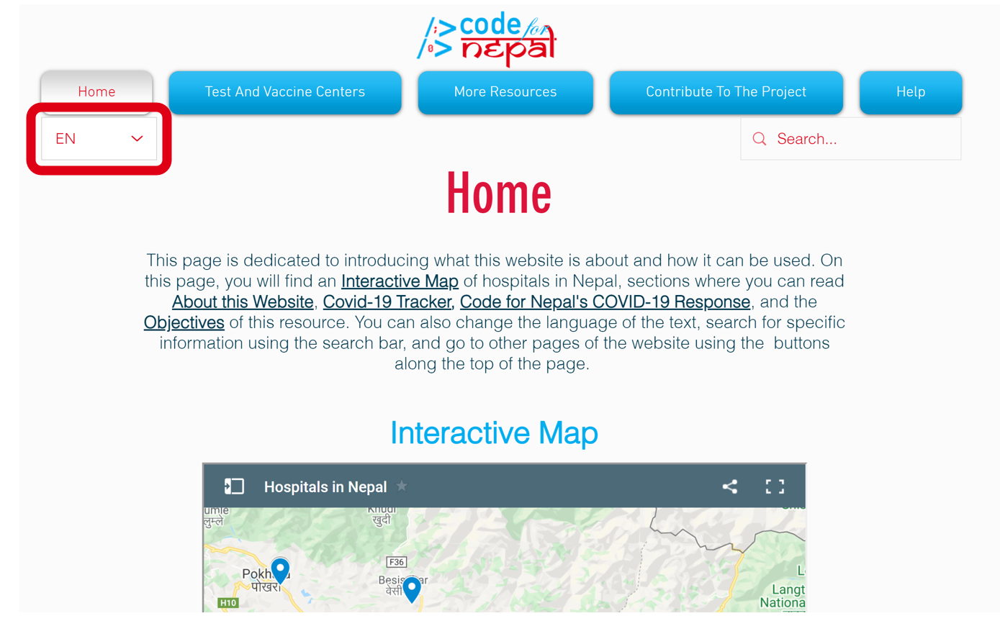 code for
nepal
Home
Test And Vaccine Centers
More Resources
Contribute To The Project
Help
EN
Search...
Home
This page is dedicated to introducing what this website is about and how it can be used. On
this page, you will find an Interactive Map of hospitals in Nepal, sections where you can read
About this Website, Covid-19 Tracker, Code for Nepal's COVID-19 Response, and the
Objectives of this resource. You can also change the language of the text, search for specific
information using the search bar, and go to other pages of the website using the buttons
along the top of the page.
Interactive Map
Hospitals in Nepal
लुम्ले
Khudi
खुदी
F36
पोखरा
H10